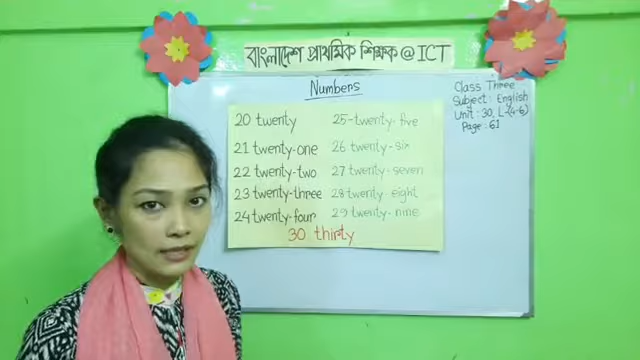 বাংলাদেশ প্রাথমিক শিক্ষক @ ICT
Numbers
Class Three
Subject: English
Unit: 30, L-(4-6)
Page: 61
20 twenty
21 twenty-one
22 twenty-two
23 twenty-three
24 twenty-four
25-twenty-five
26 twenty-six
27 twenty-seven
28 twenty-eight
29 twenty-nine
30 thirty